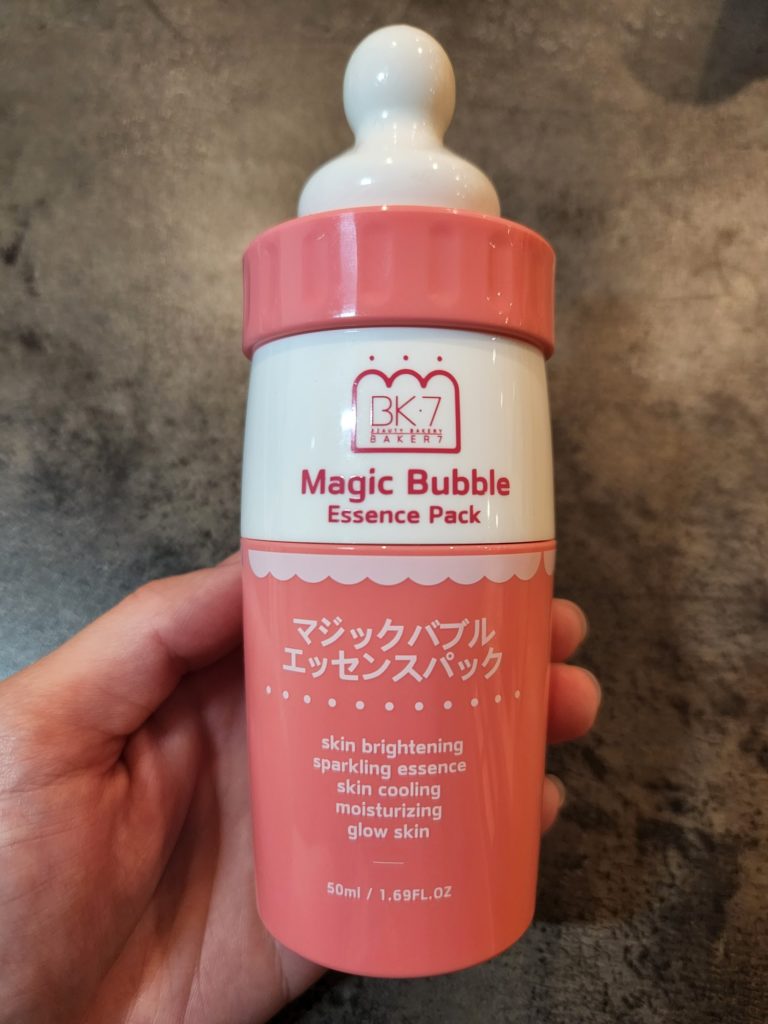 BK·7
BEAUTY BAKERY
BAKER7
Magic Bubble
Essence Pack
マジックバブル
エッセンスパック
skin brightening
sparkling essence
skin cooling
moisturizing
glow skin
50ml / 1.69FL.OZ